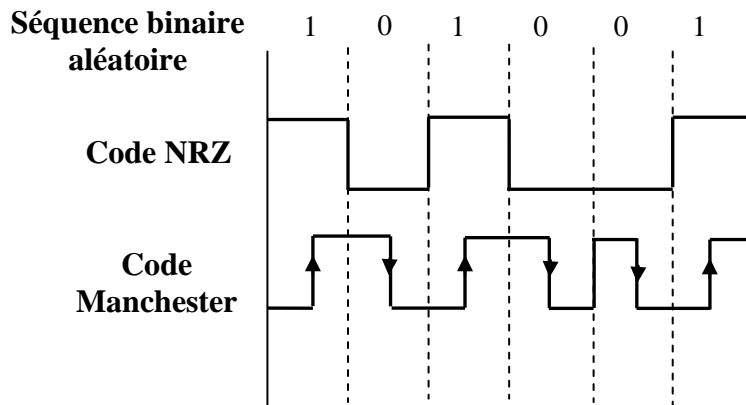 Séquence binaire
aléatoire
1 0 1 0 0 1
Code NRZ
Code
Manchester